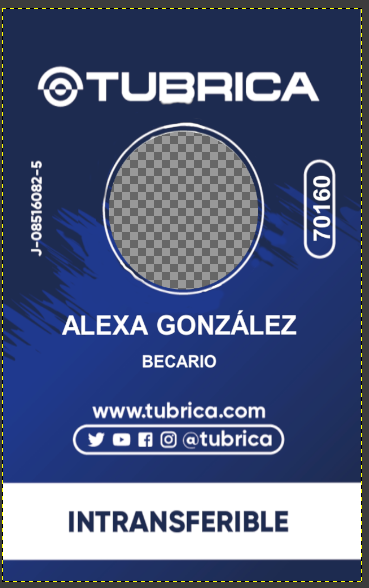 TUBRICA
J-08516082-5
70160
ALEXA GONZÁLEZ
BECARIO
www.tubrica.com
@tubrica
INTRANSFERIBLE